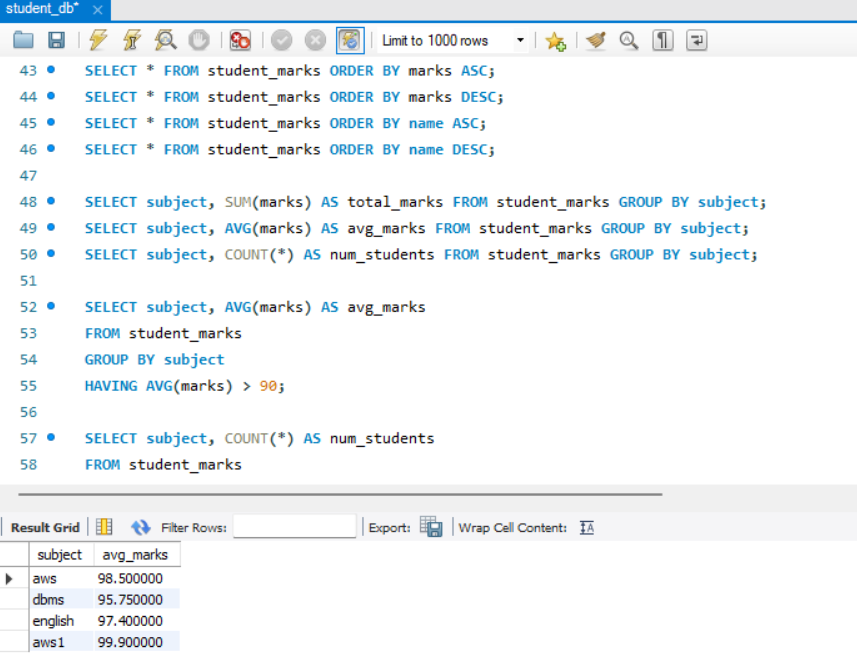 student_db*
Limit to 1000 rows
43 SELECT * FROM student_marks ORDER BY marks ASC;
44 SELECT * FROM student_marks ORDER BY marks DESC;
45 SELECT * FROM student_marks ORDER BY name ASC;
46 SELECT * FROM student_marks ORDER BY name DESC;
47
48 SELECT subject, SUM(marks) AS total_marks FROM student_marks GROUP BY subject;
49 SELECT subject, AVG(marks) AS avg_marks FROM student_marks GROUP BY subject;
50 SELECT subject, COUNT(*) AS num_students FROM student_marks GROUP BY subject;
51
52 SELECT subject, AVG(marks) AS avg_marks
53 FROM student_marks
54 GROUP BY subject
55 HAVING AVG(marks) > 90;
56
57 SELECT subject, COUNT(*) AS num_students
58 FROM student_marks
Result Grid Filter Rows: Export: Wrap Cell Content:
subject avg_marks
aws 98.500000
dbms 95.750000
english 97.400000
aws1 99.900000